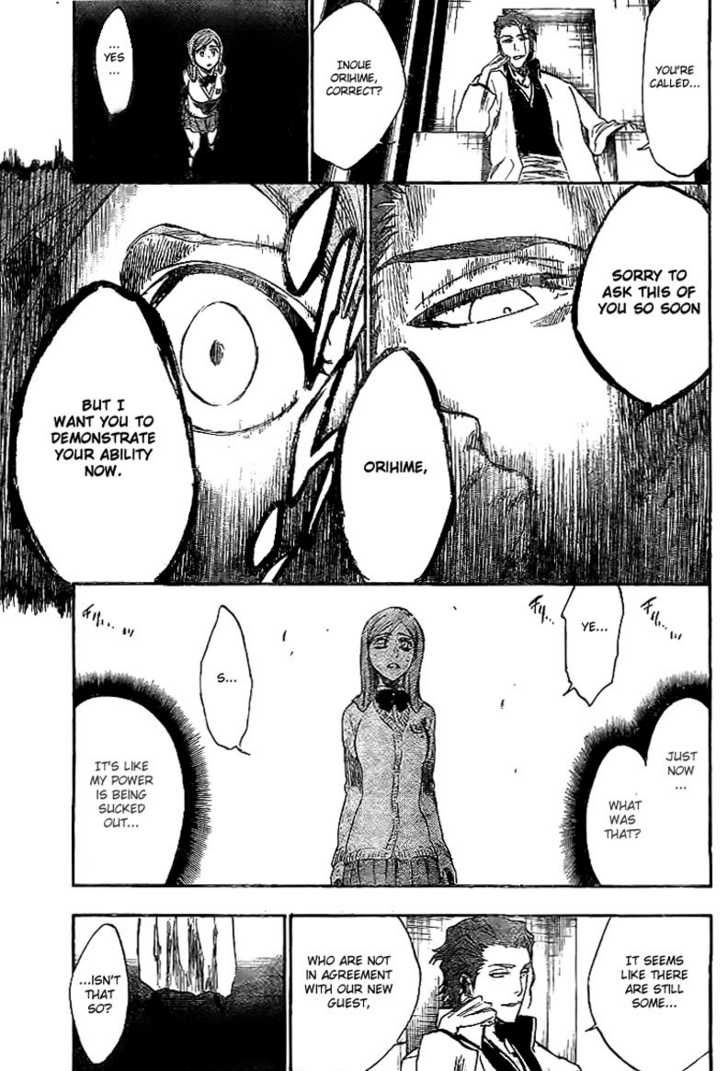 YOU'RE
CALLED...
INOUE
ORIHIME,
CORRECT?
...
YES
...
SORRY TO
ASK THIS OF
YOU SO SOON
ORIHIME,
BUT I
WANT YOU TO
DEMONSTRATE
YOUR ABILITY
NOW.
YE...
S...
JUST
NOW
...
WHAT
WAS
THAT?
IT'S LIKE
MY POWER
IS BEING
SUCKED
OUT...
IT SEEMS
LIKE THERE
ARE STILL
SOME...
WHO ARE NOT
IN AGREEMENT
WITH OUR NEW
GUEST,
...ISN'T
THAT
SO?